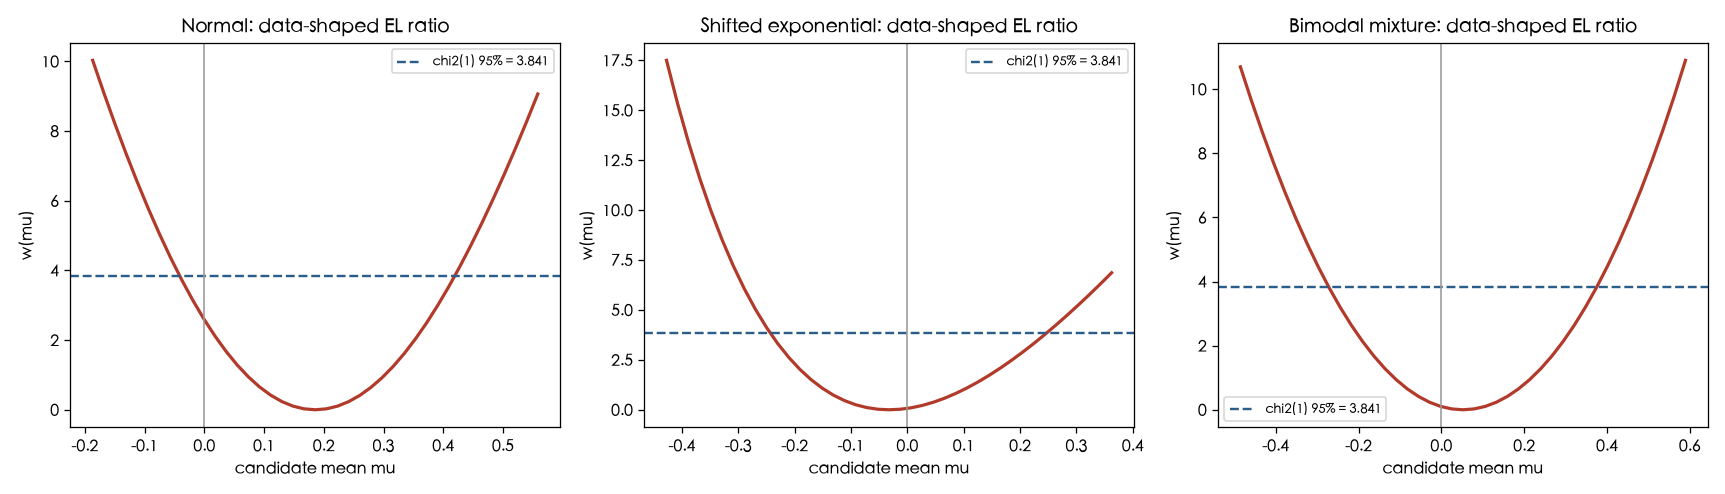 Normal: data-shaped EL ratio
chi2(1) 95% = 3.841
10
8
6
4
2
0
w(mu)
-0.2 -0.1 0.0 0.1 0.2 0.3 0.4 0.5
candidate mean mu
Shifted exponential: data-shaped EL ratio
chi2(1) 95% = 3.841
17.5
15.0
12.5
10.0
7.5
5.0
2.5
0.0
w(mu)
-0.4 -0.3 -0.2 -0.1 0.0 0.1 0.2 0.3 0.4
candidate mean mu
Bimodal mixture: data-shaped EL ratio
10
8
6
4
2
0
w(mu)
chi2(1) 95% = 3.841
-0.4 -0.2 0.0 0.2 0.4 0.6
candidate mean mu